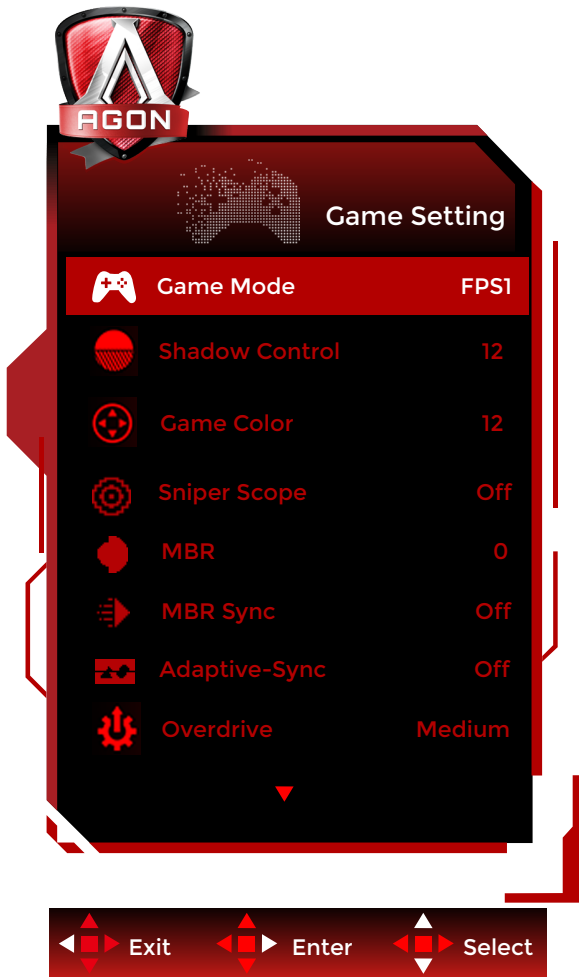 AGON
Game Setting
Game Mode FPS1
Shadow Control 12
Game Color 12
Sniper Scope Off
MBR 0
MBR Sync Off
Adaptive-Sync Off
Overdrive Medium
Exit Enter Select